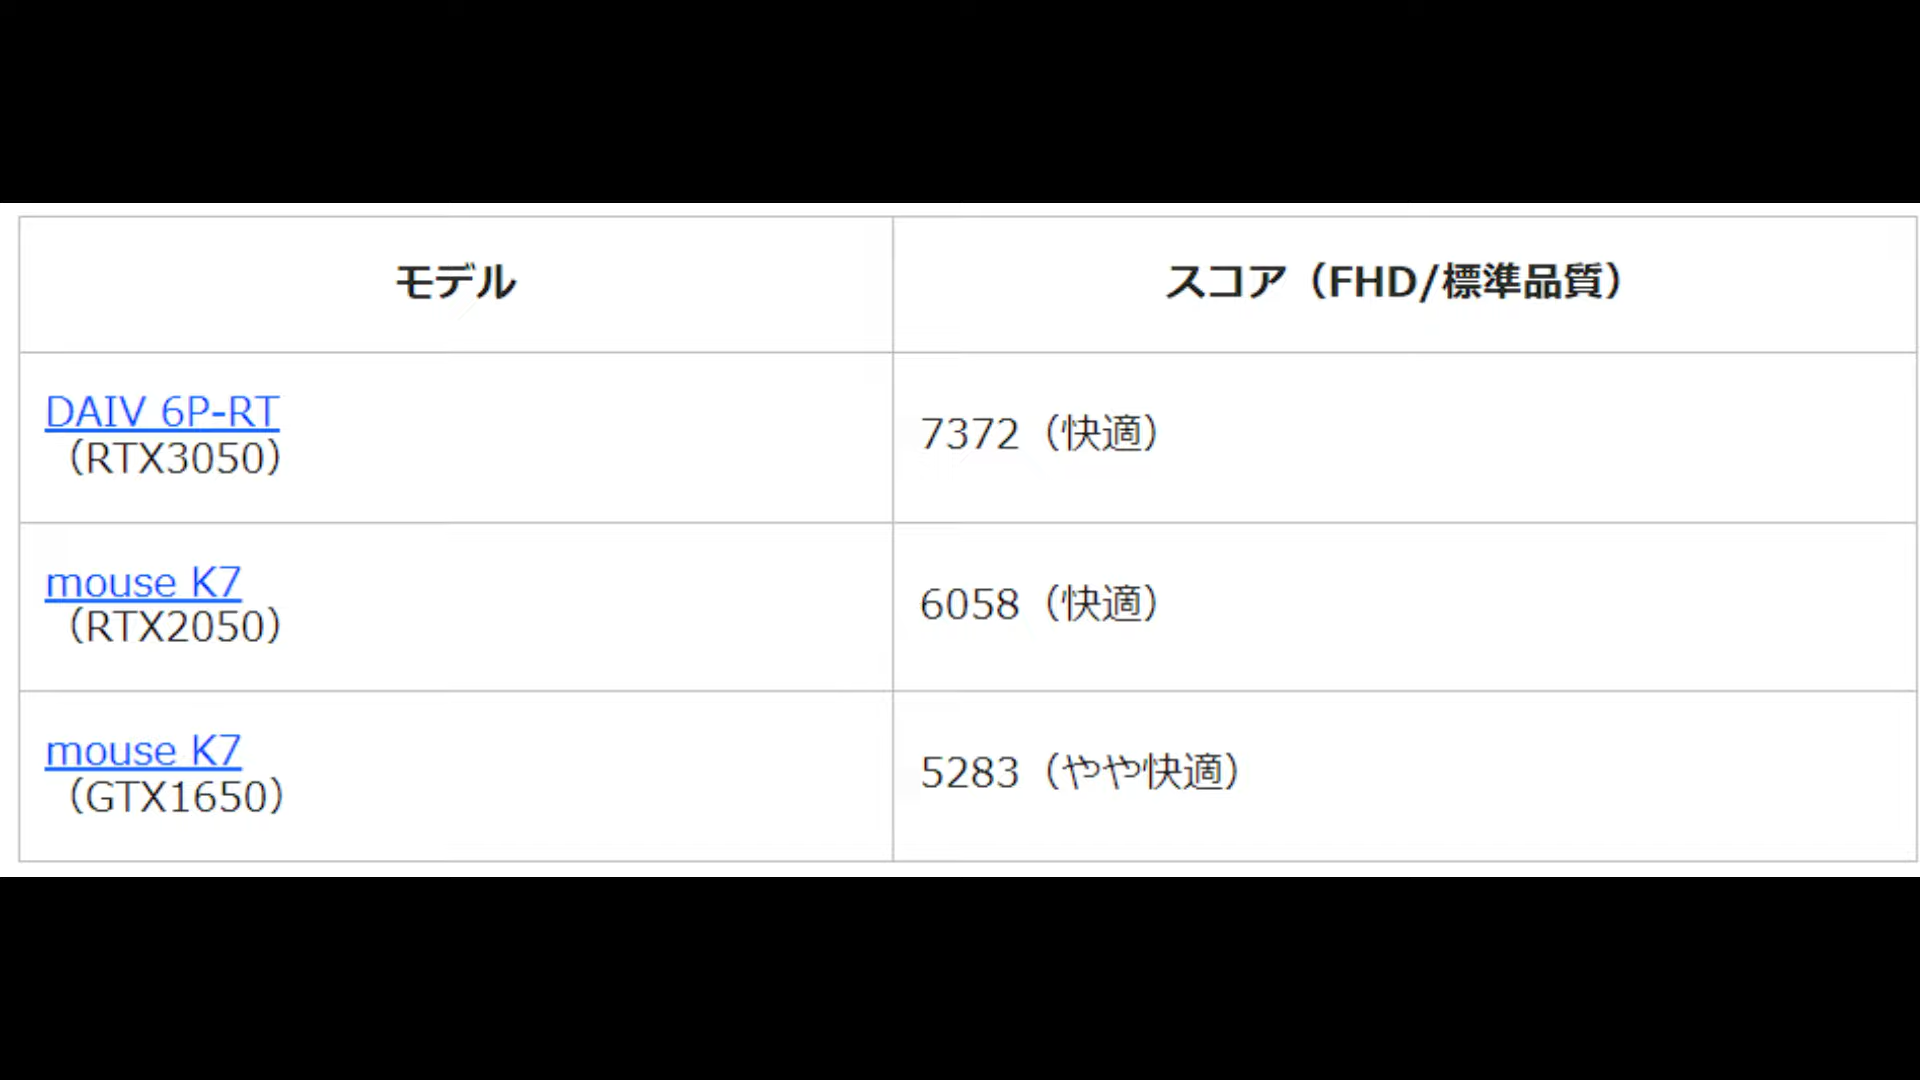 モデル
スコア（FHD/標準品質）
DAIV 6P-RT
（RTX3050）
7372（快適）
mouse K7
（RTX2050）
6058（快適）
mouse K7
（GTX1650）
5283（やや快適）